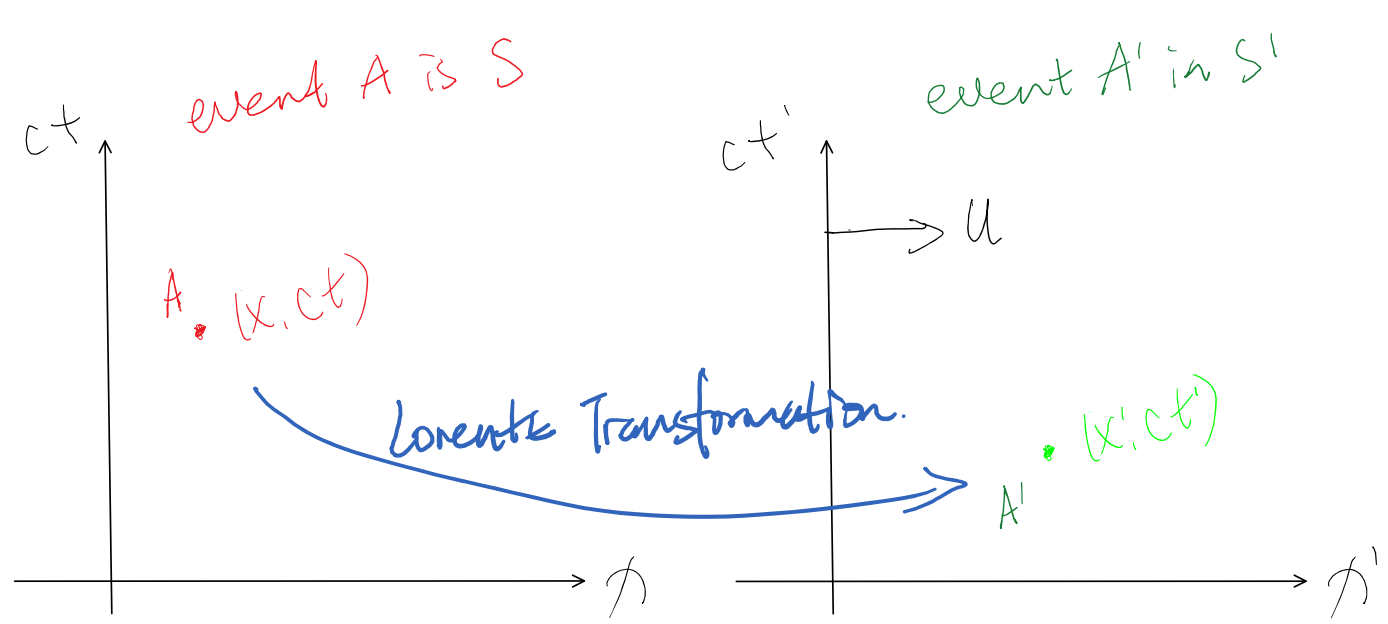 event A is S
event A' in S'
ct
ct'
u
A
(x, ct)
Lorentz Transformation.
(x', ct')
A'
x
x'